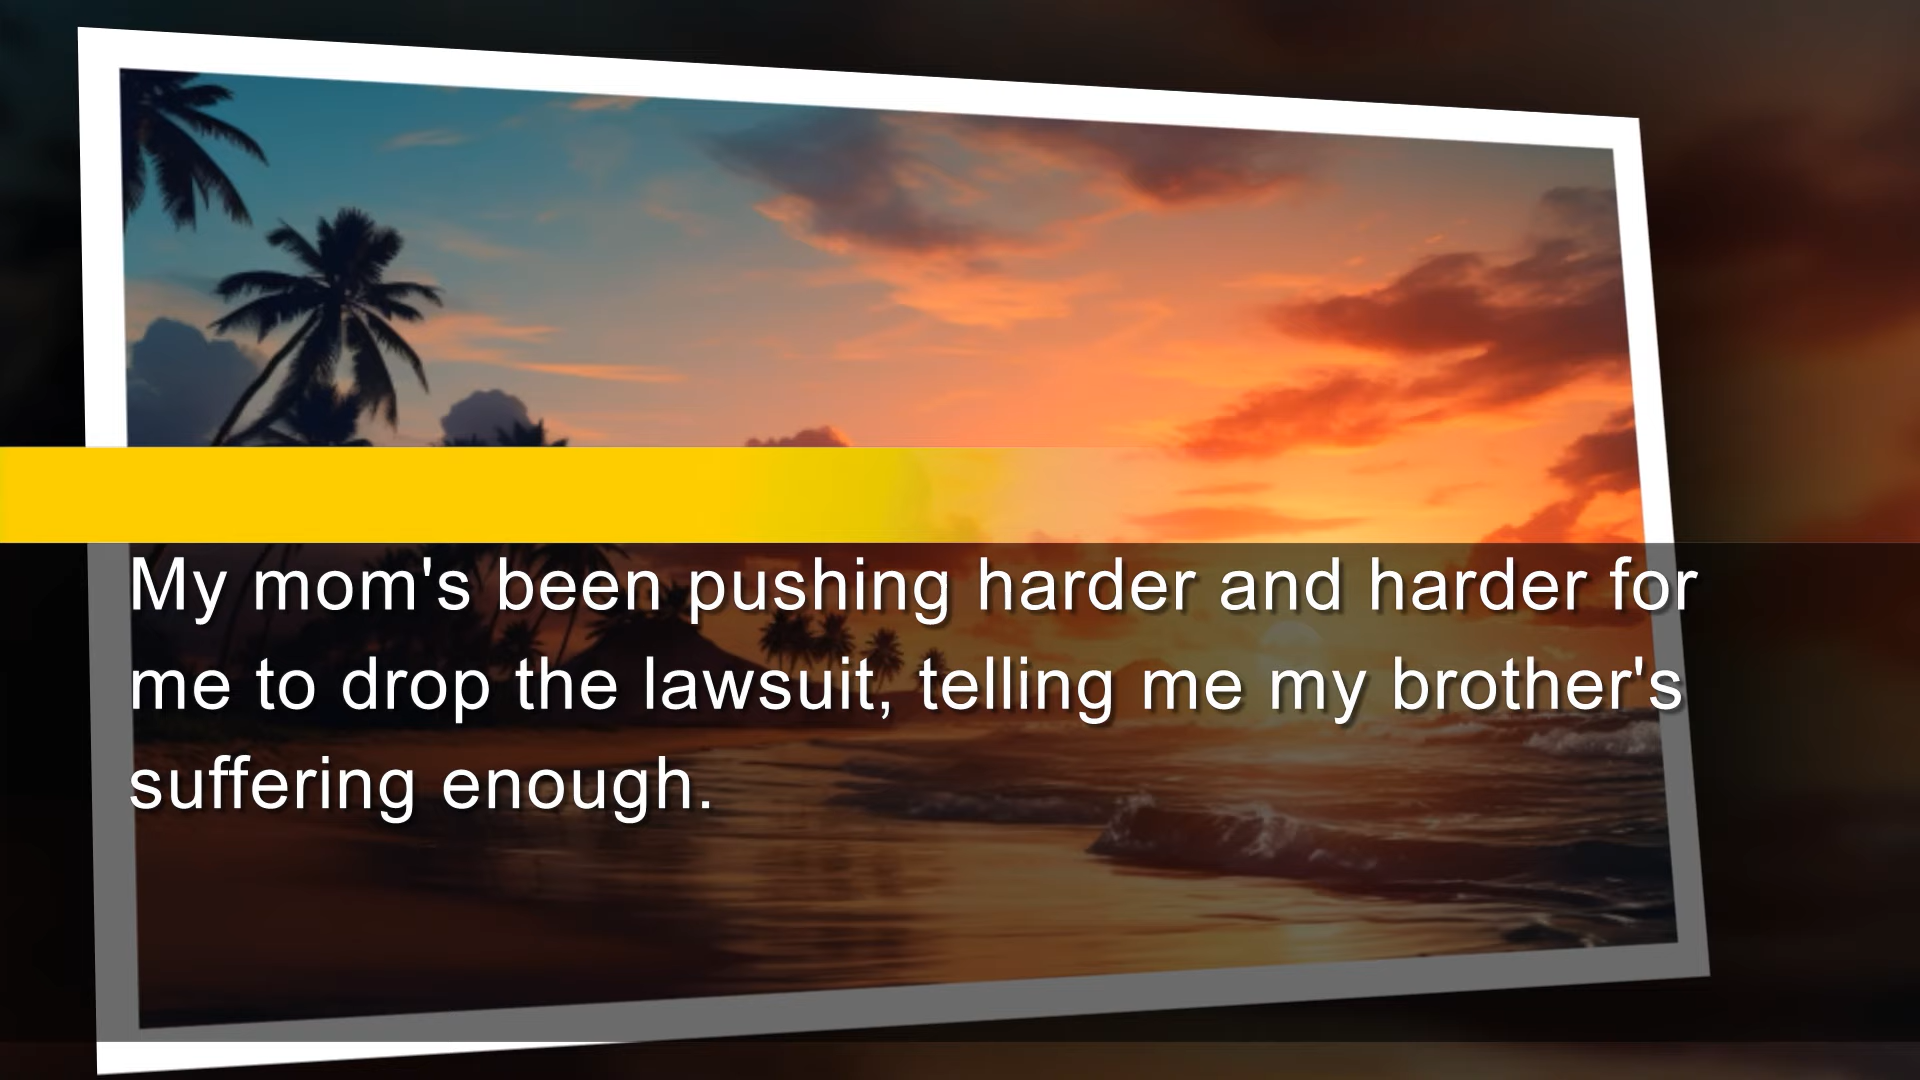 My mom's been pushing harder and harder for
me to drop the lawsuit, telling me my brother's
suffering enough.